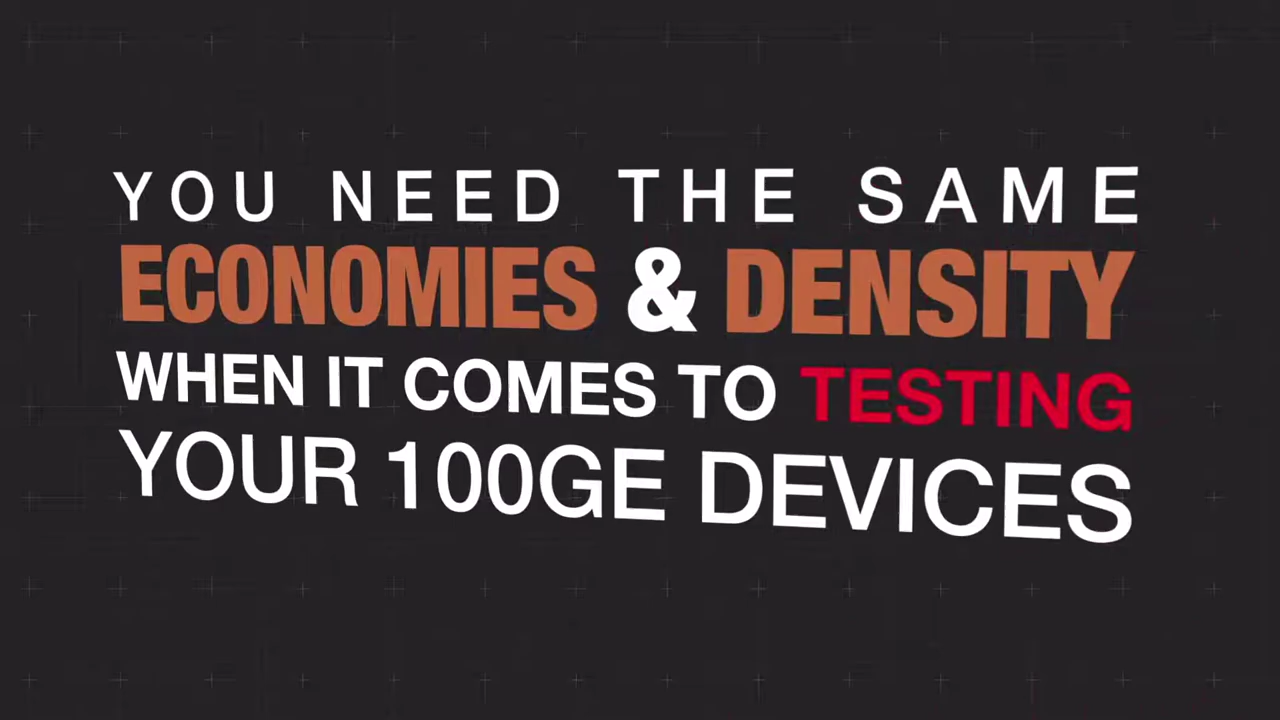 YOU NEED THE SAME
ECONOMIES & DENSITY
WHEN IT COMES TO TESTING
YOUR 100GE DEVICES